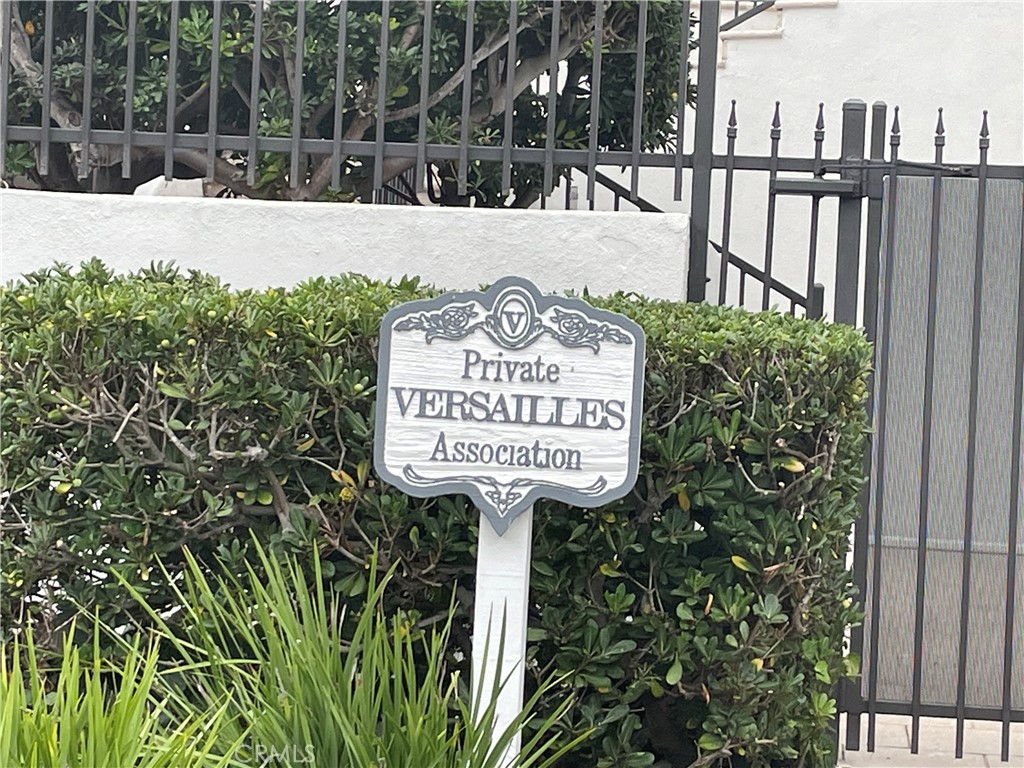 V
Private
VERSAILLES
Association
CRMLS